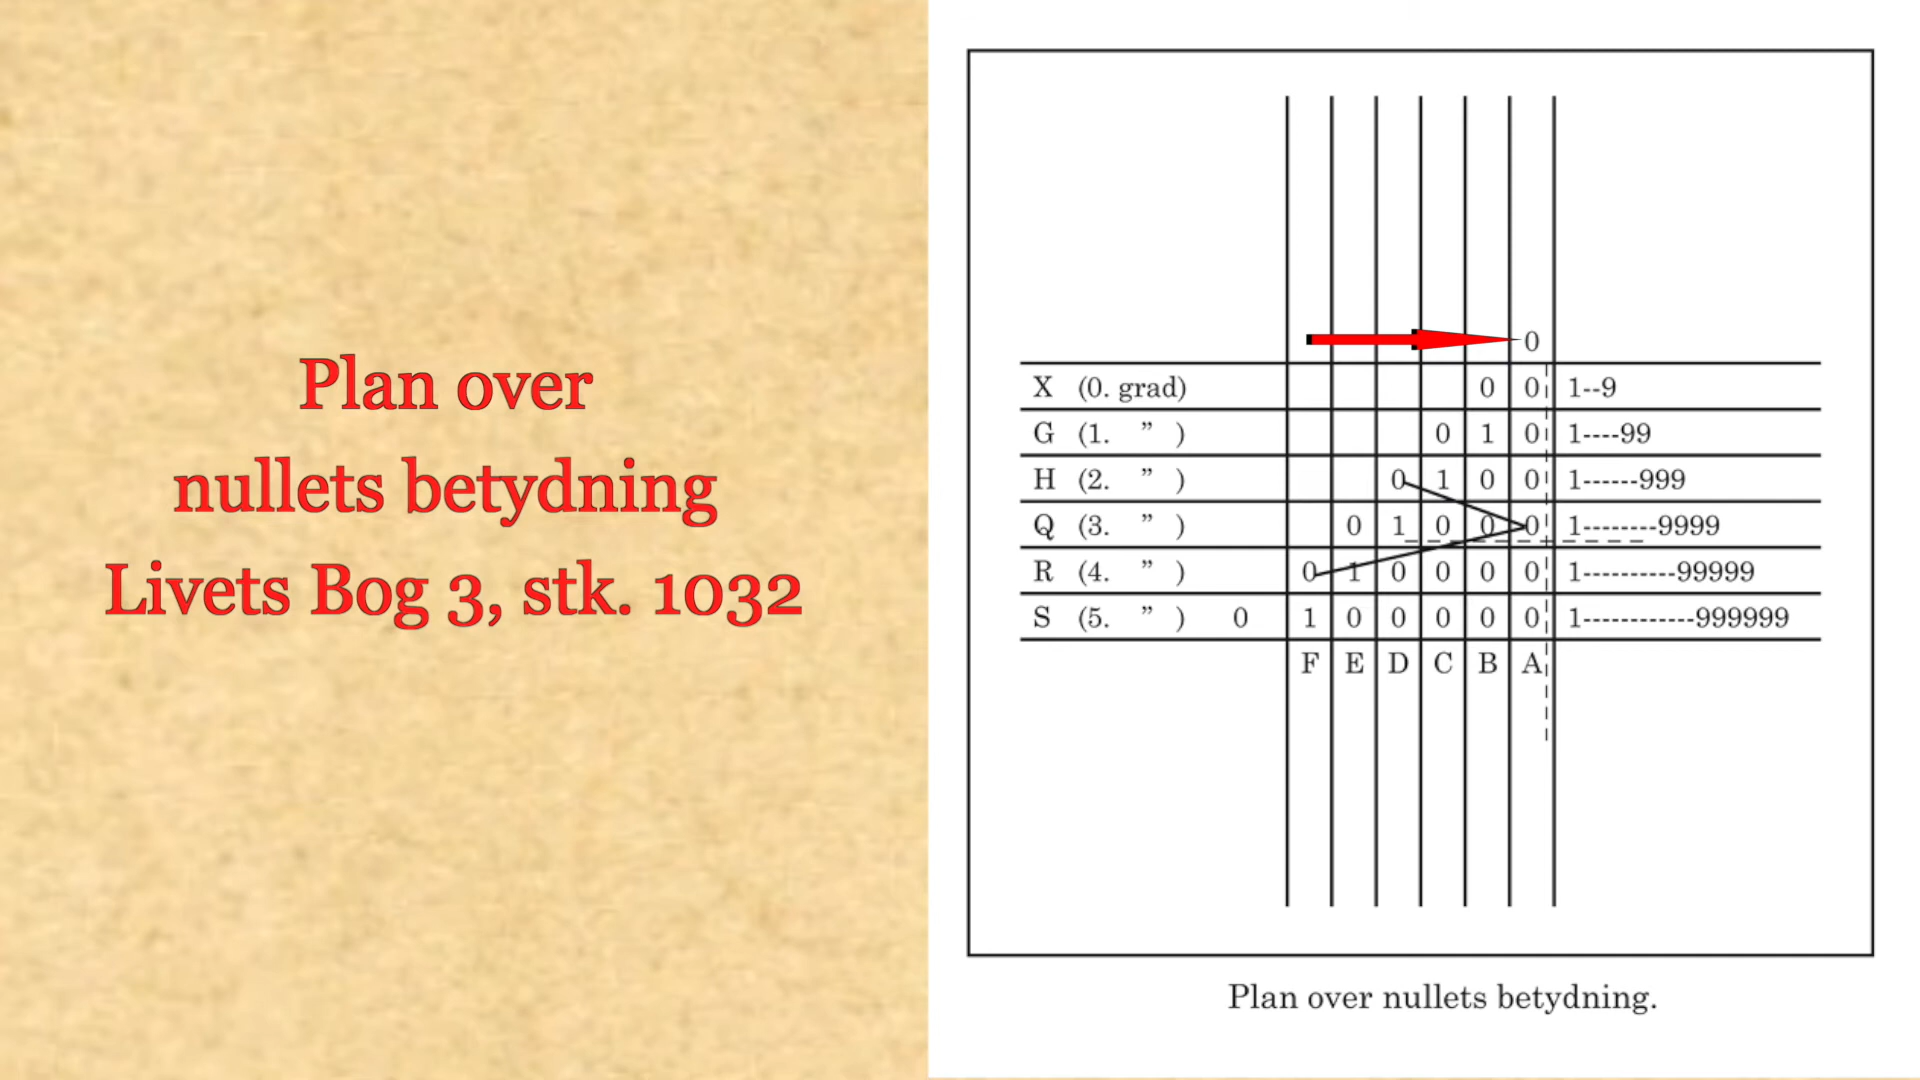 Plan over
nullets betydning
Livets Bog 3, stk. 1032
0
X (0. grad) 0 0 1--9
G (1. ” ) 0 1 0 1----99
H (2. ” ) 0 1 0 0 1------999
Q (3. ” ) 0 1 0 0 0 1--------9999
R (4. ” ) 0 1 0 0 0 0 1----------99999
S (5. ” ) 0 1 0 0 0 0 0 1------------999999
F E D C B A
Plan over nullets betydning.